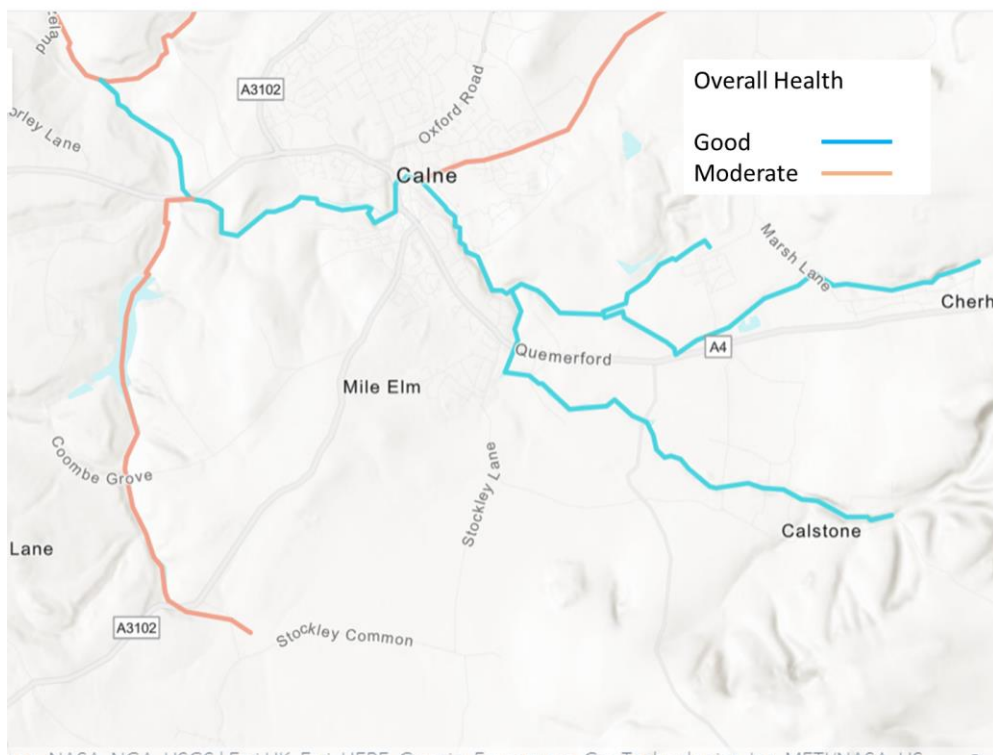 Overall Health
Good
Moderate
A3102
Oxford Road
Calne
Marsh Lane
Cherh
A4
Quemerford
Mile Elm
Coombe Grove
Stockley Lane
Calstone
Lane
A3102
Stockley Common